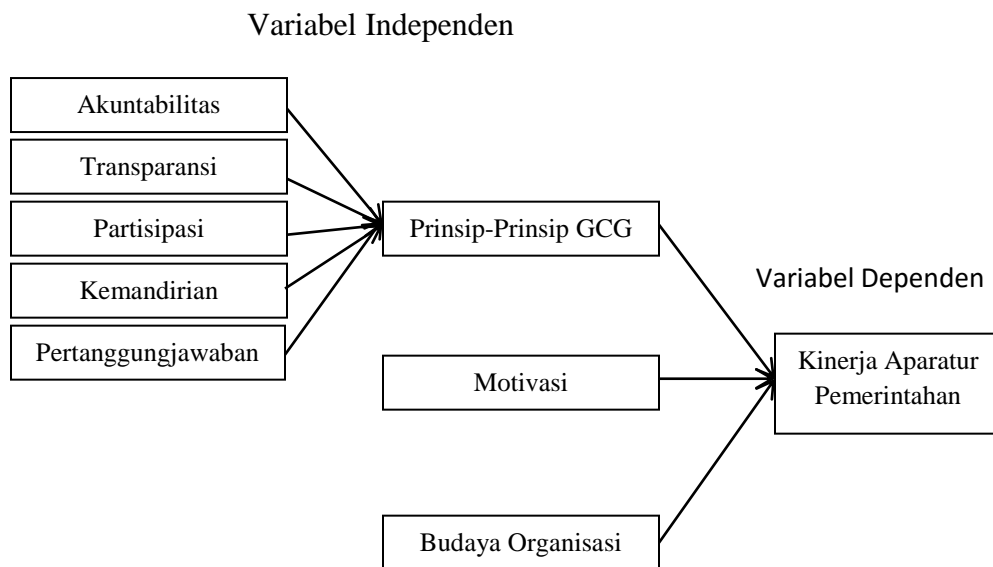 Variabel Independen
Akuntabilitas
Transparansi
Partisipasi
Kemandirian
Pertanggungjawaban
Prinsip-Prinsip GCG
Motivasi
Budaya Organisasi
Variabel Dependen
Kinerja Aparatur
Pemerintahan